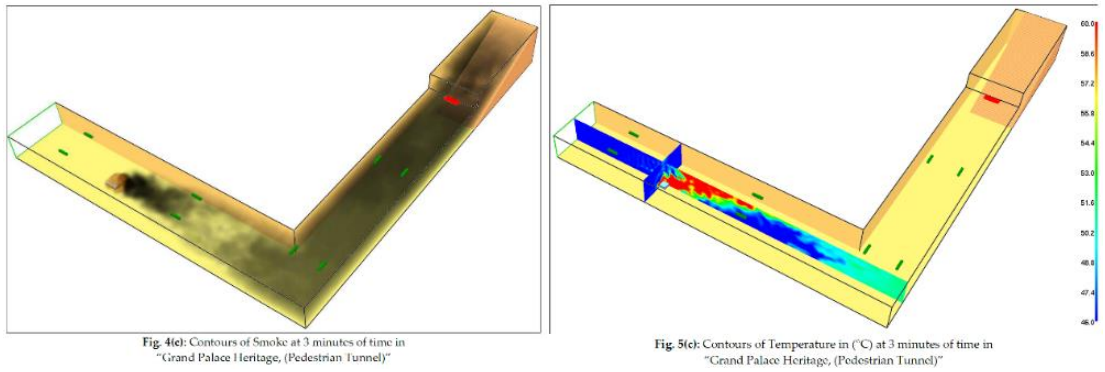 60.0
58.6
57.2
55.8
54.4
53.0
51.6
50.2
48.8
47.4
46.0
Fig. 4(c): Contours of Smoke at 3 minutes of time in
"Grand Palace Heritage, (Pedestrian Tunnel)"
Fig. 5(c): Contours of Temperature in (°C) at 3 minutes of time in
"Grand Palace Heritage, (Pedestrian Tunnel)"